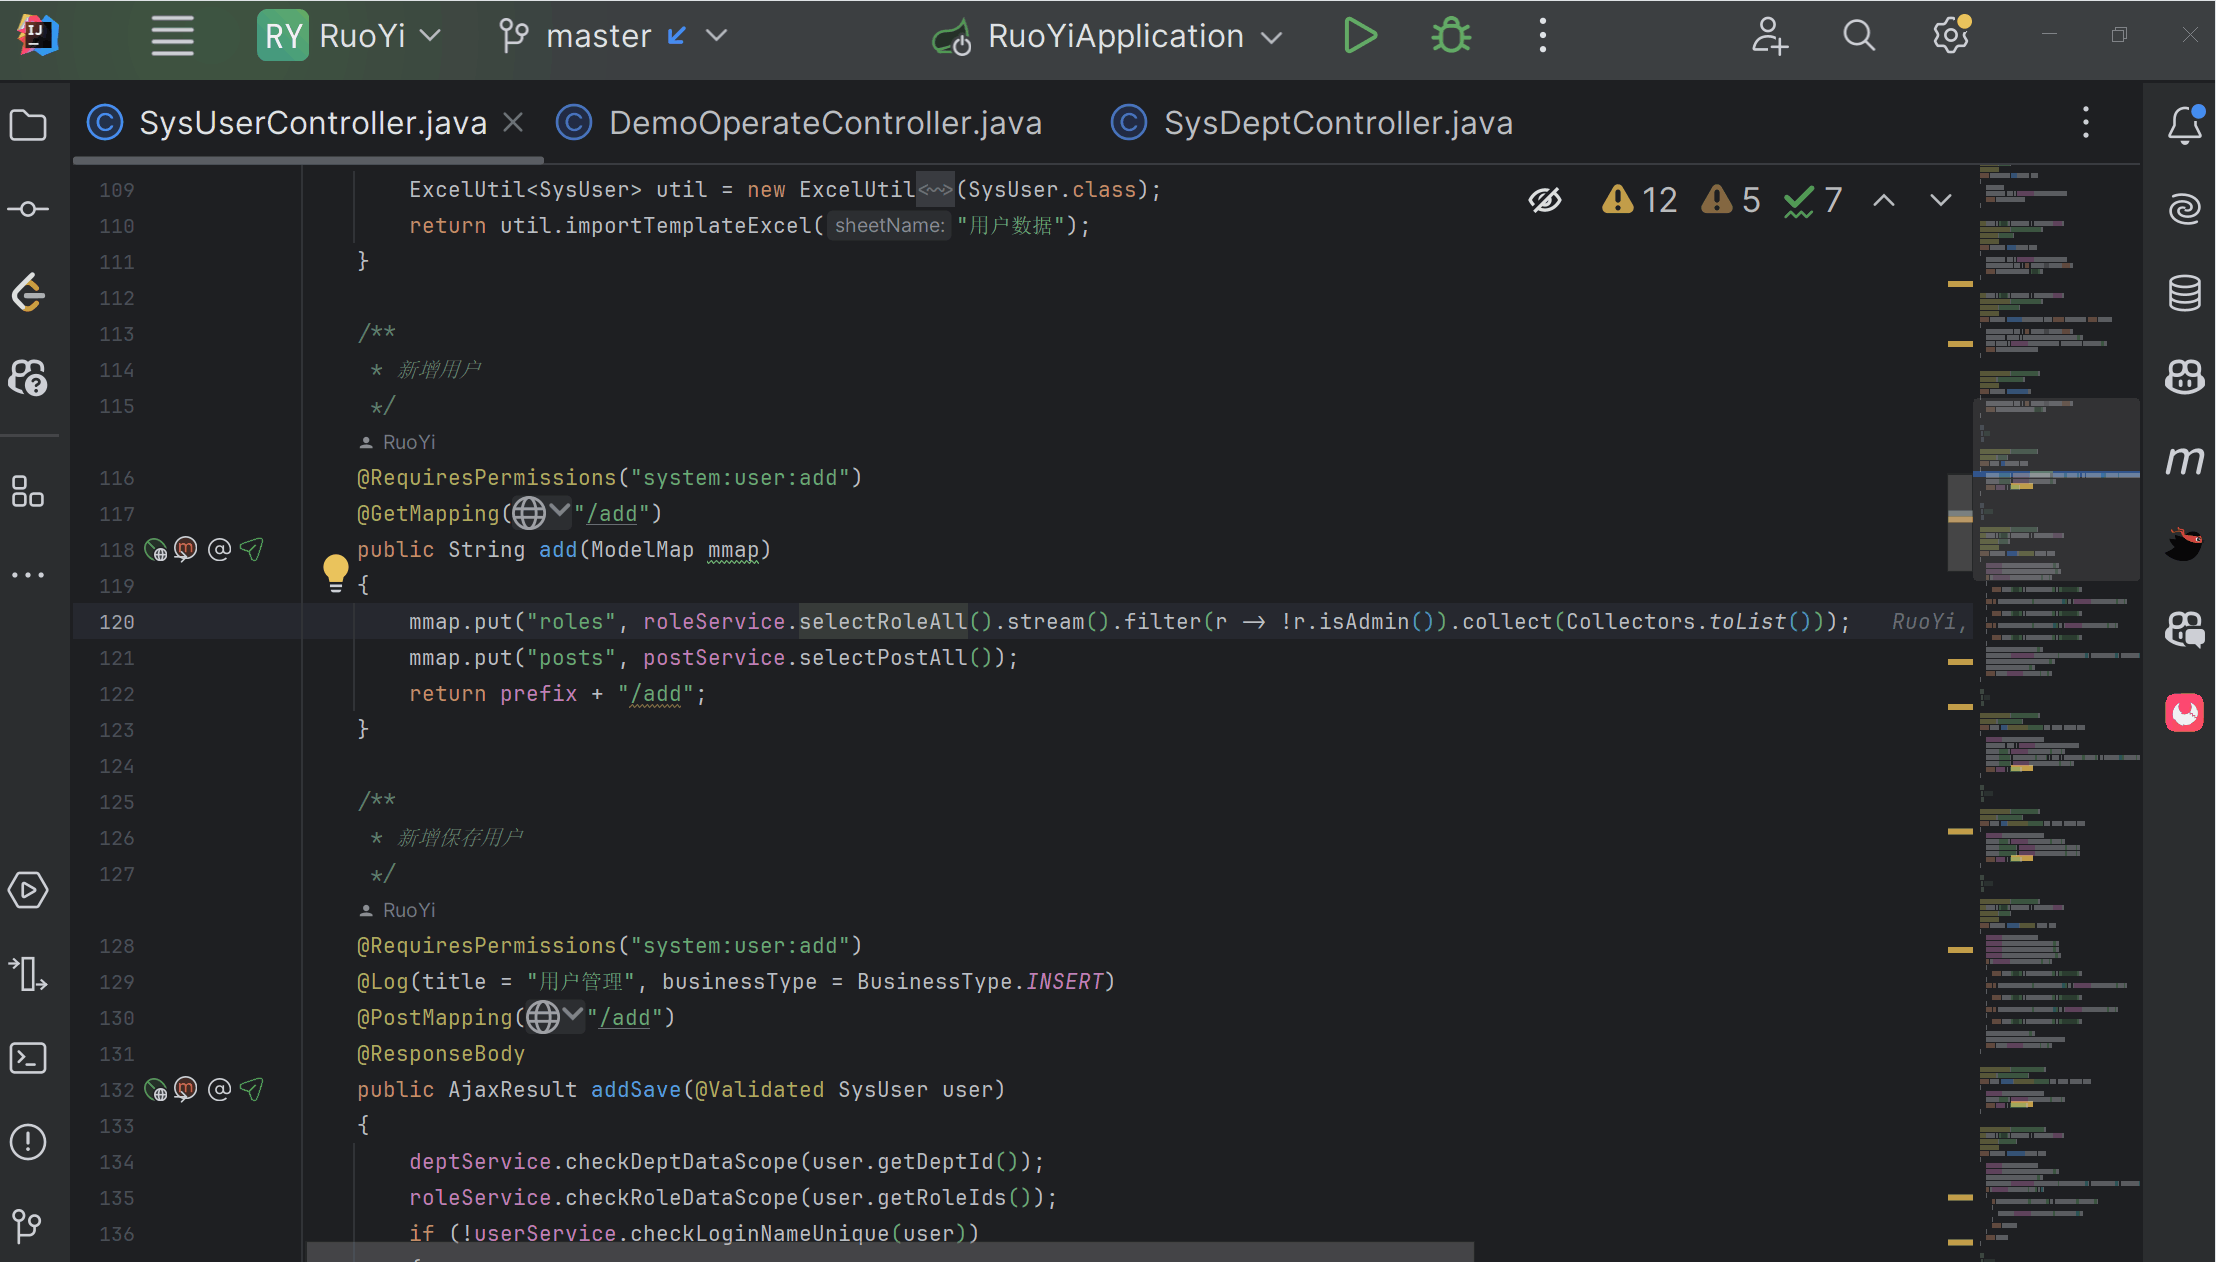 RY RuoYi master RuoYiApplication
SysUserController.java DemoOperateController.java SysDeptController.java
12 5 7
109 ExcelUtil<SysUser> util = new ExcelUtil<~>(SysUser.class);
110 return util.importTemplateExcel( sheetName: "用户数据");
111 }
112
113 /**
114 * 新增用户
115 */
RuoYi
116 @RequiresPermissions("system:user:add")
117 @GetMapping("/add")
118 public String add(ModelMap mmap)
119 {
120 mmap.put("roles", roleService.selectRoleAll().stream().filter(r -> !r.isAdmin()).collect(Collectors.toList())); RuoYi,
121 mmap.put("posts", postService.selectPostAll());
122 return prefix + "/add";
123 }
124
125 /**
126 * 新增保存用户
127 */
RuoYi
128 @RequiresPermissions("system:user:add")
129 @Log(title = "用户管理", businessType = BusinessType.INSERT)
130 @PostMapping("/add")
131 @ResponseBody
132 public AjaxResult addSave(@Validated SysUser user)
133 {
134 deptService.checkDeptDataScope(user.getDeptId());
135 roleService.checkRoleDataScope(user.getRoleIds());
136 if (!userService.checkLoginNameUnique(user))